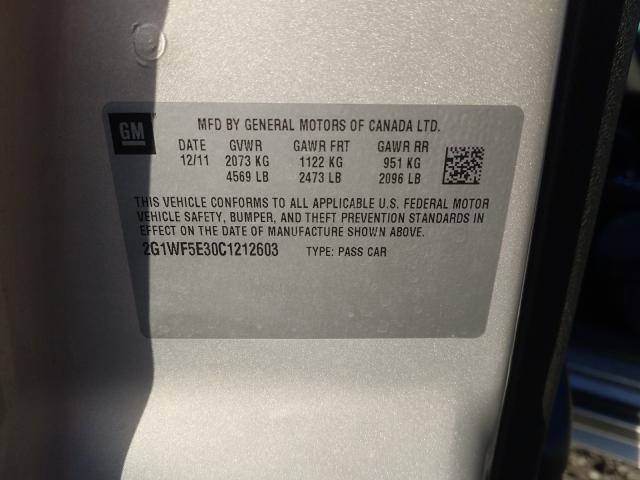 GM
MFD BY GENERAL MOTORS OF CANADA LTD.
DATE GVWR GAWR FRT GAWR RR
12/11 2073 KG 1122 KG 951 KG
4569 LB 2473 LB 2096 LB
THIS VEHICLE CONFORMS TO ALL APPLICABLE U.S. FEDERAL MOTOR
VEHICLE SAFETY, BUMPER, AND THEFT PREVENTION STANDARDS IN
EFFECT ON THE DATE OF MANUFACTURE SHOWN ABOVE.
2G1WF5E30C1212603 TYPE: PASS CAR